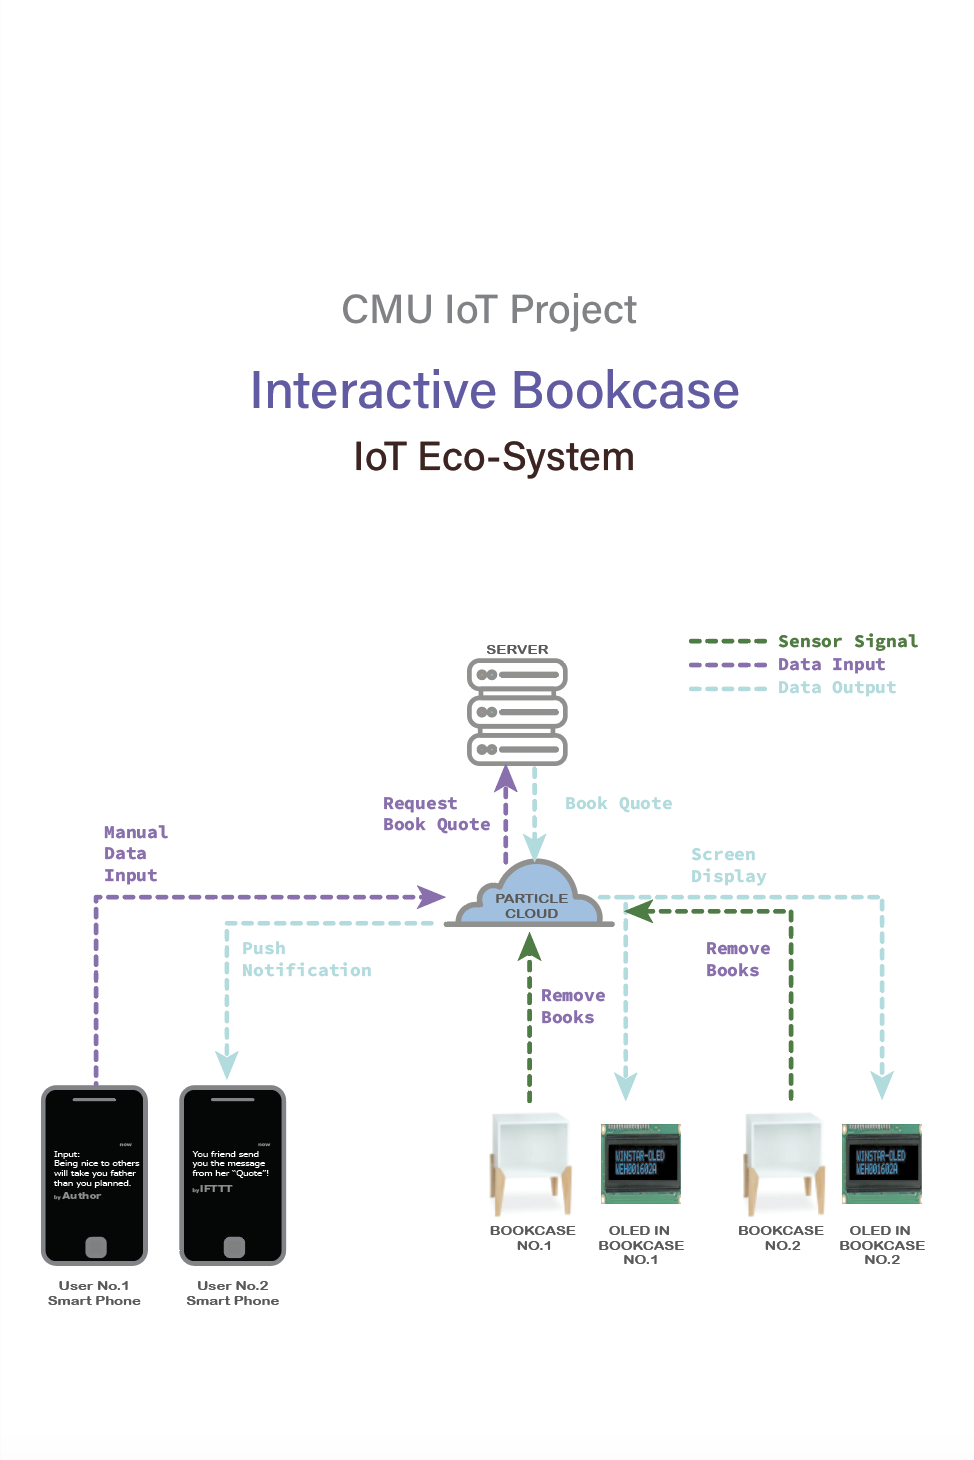 CMU IoT Project
Interactive Bookcase
IoT Eco-System
SERVER
Sensor Signal
Data Input
Data Output
Request
Book Quote
Book Quote
Manual
Data
Input
Screen
Display
PARTICLE
CLOUD
Push
Notification
Remove
Books
Remove
Books
now
Input:
Being nice to others
will take you father
than you planned.
by Author
now
You friend send
you the message
from her "Quote"!
by IFTTT
WINSTAR-OLED
WEH001602A
WINSTAR-OLED
WEH001602A
BOOKCASE
NO.1
OLED IN
BOOKCASE
NO.1
BOOKCASE
NO.2
OLED IN
BOOKCASE
NO.2
User No.1
Smart Phone
User No.2
Smart Phone